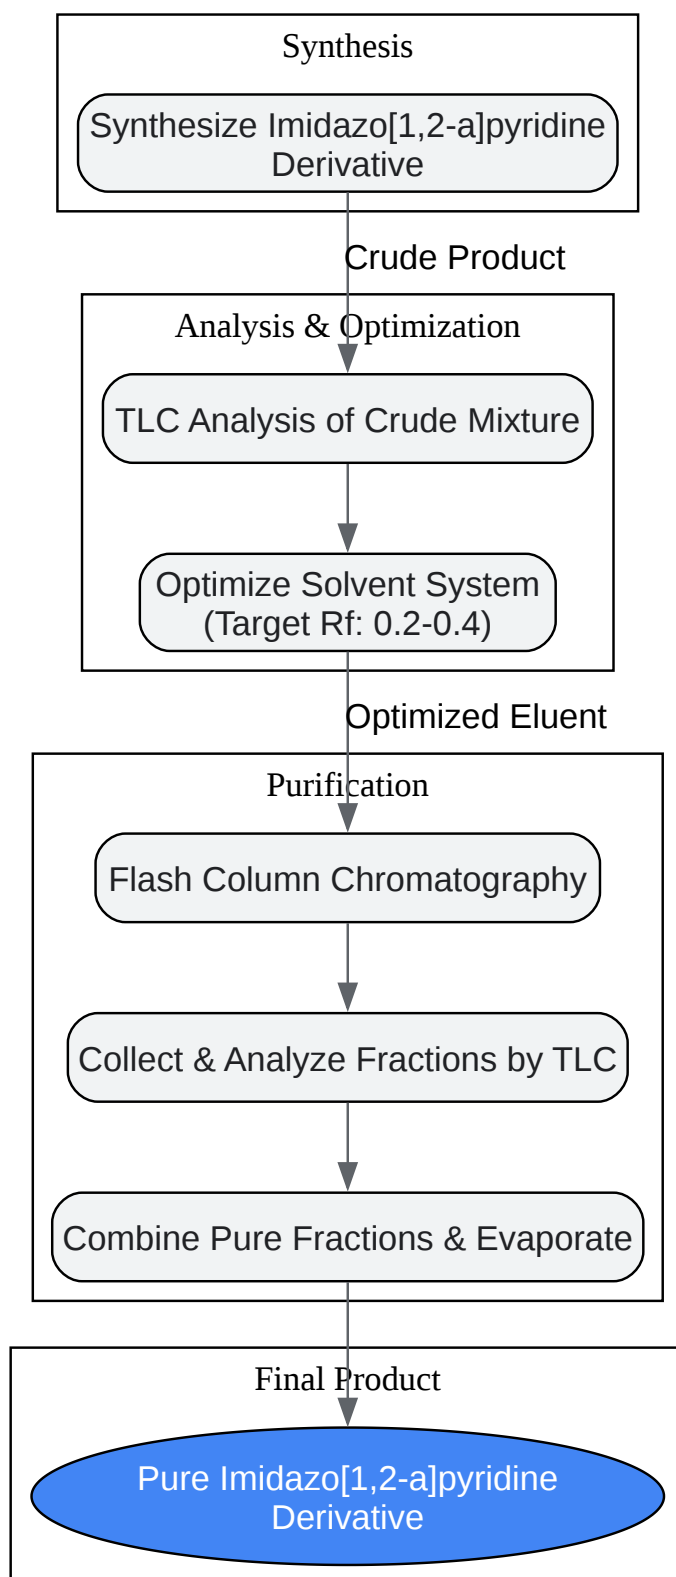 Synthesis
Synthesize Imidazo[1,2-a]pyridine
Derivative
Crude Product
Analysis & Optimization
TLC Analysis of Crude Mixture
Optimize Solvent System
(Target Rf: 0.2-0.4)
Optimized Eluent
Purification
Flash Column Chromatography
Collect & Analyze Fractions by TLC
Combine Pure Fractions & Evaporate
Final Product
Pure Imidazo[1,2-a]pyridine
Derivative